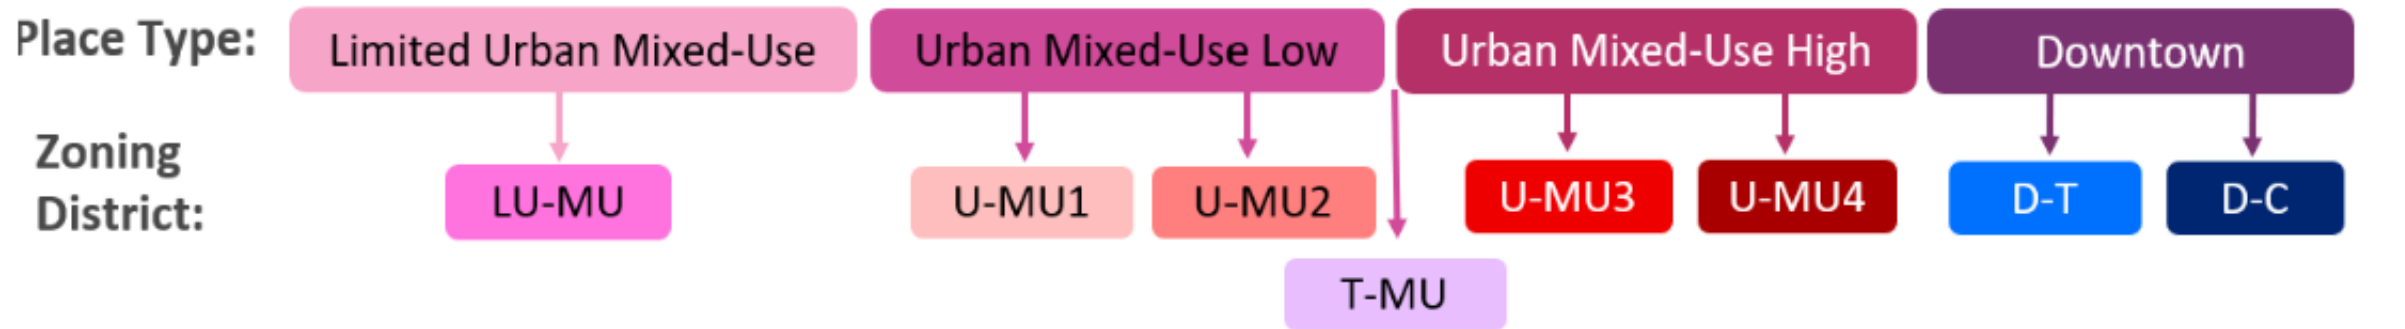 Place Type: Limited Urban Mixed-Use Urban Mixed-Use Low Urban Mixed-Use High Downtown
Zoning
District: LU-MU U-MU1 U-MU2 U-MU3 U-MU4 D-T D-C
T-MU